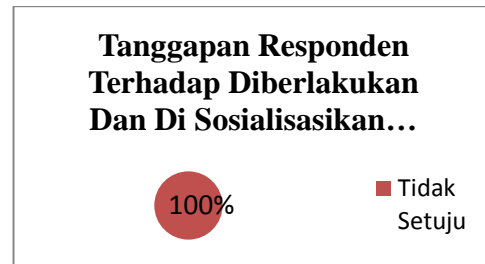 Tanggapan Responden
Terhadap Diberlakukan
Dan Di Sosialisasikan…
100%
Tidak
Setuju